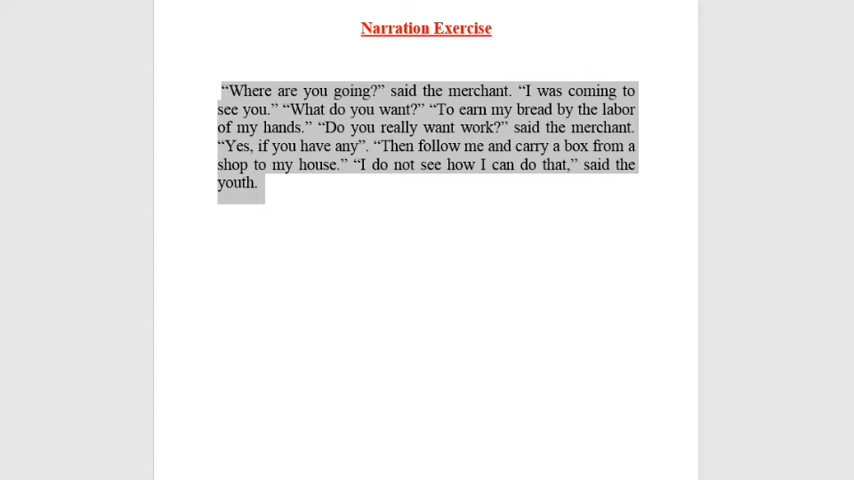 Narration Exercise
“Where are you going?” said the merchant. “I was coming to
see you.” “What do you want?” “To earn my bread by the labor
of my hands.” “Do you really want work?” said the merchant.
“Yes, if you have any”. “Then follow me and carry a box from a
shop to my house.” “I do not see how I can do that,” said the
youth.